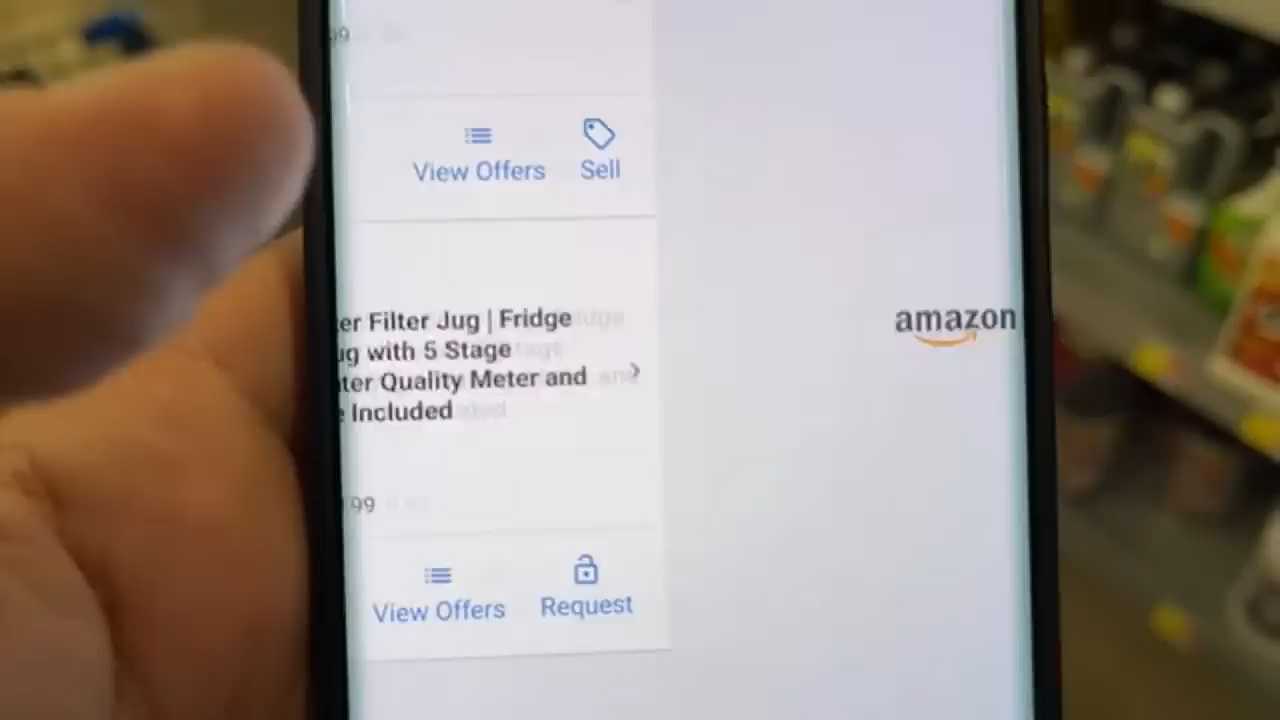 99
View Offers
Sell
er Filter Jug | Fridge
ug with 5 Stage
ter Quality Meter and
e Included
99
View Offers
Request
amazon